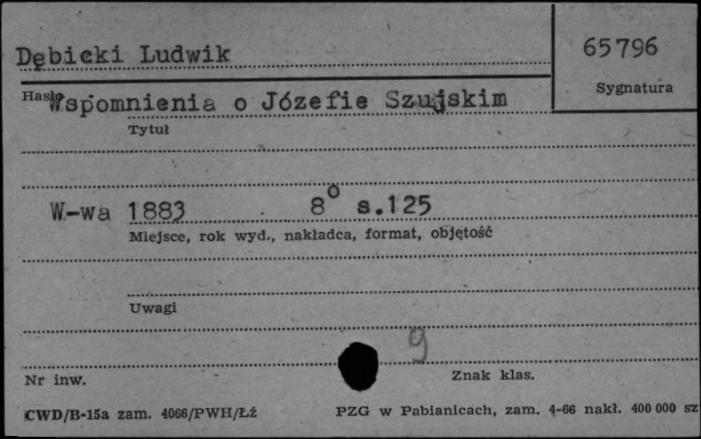 Dębicki Ludwik
65796
Hasło
Sygnatura
Wspomnienia o Józefie Szujskim
Tytuł
W-wa 1883 8° s.125
Miejsce, rok wyd., nakładca, format, objętość
Uwagi
9
Nr inw.
Znak klas.
CWD/B-15a zam. 4066/PWH/Łź
PZG w Pabianicach, zam. 4-66 nakł. 400 000 sz